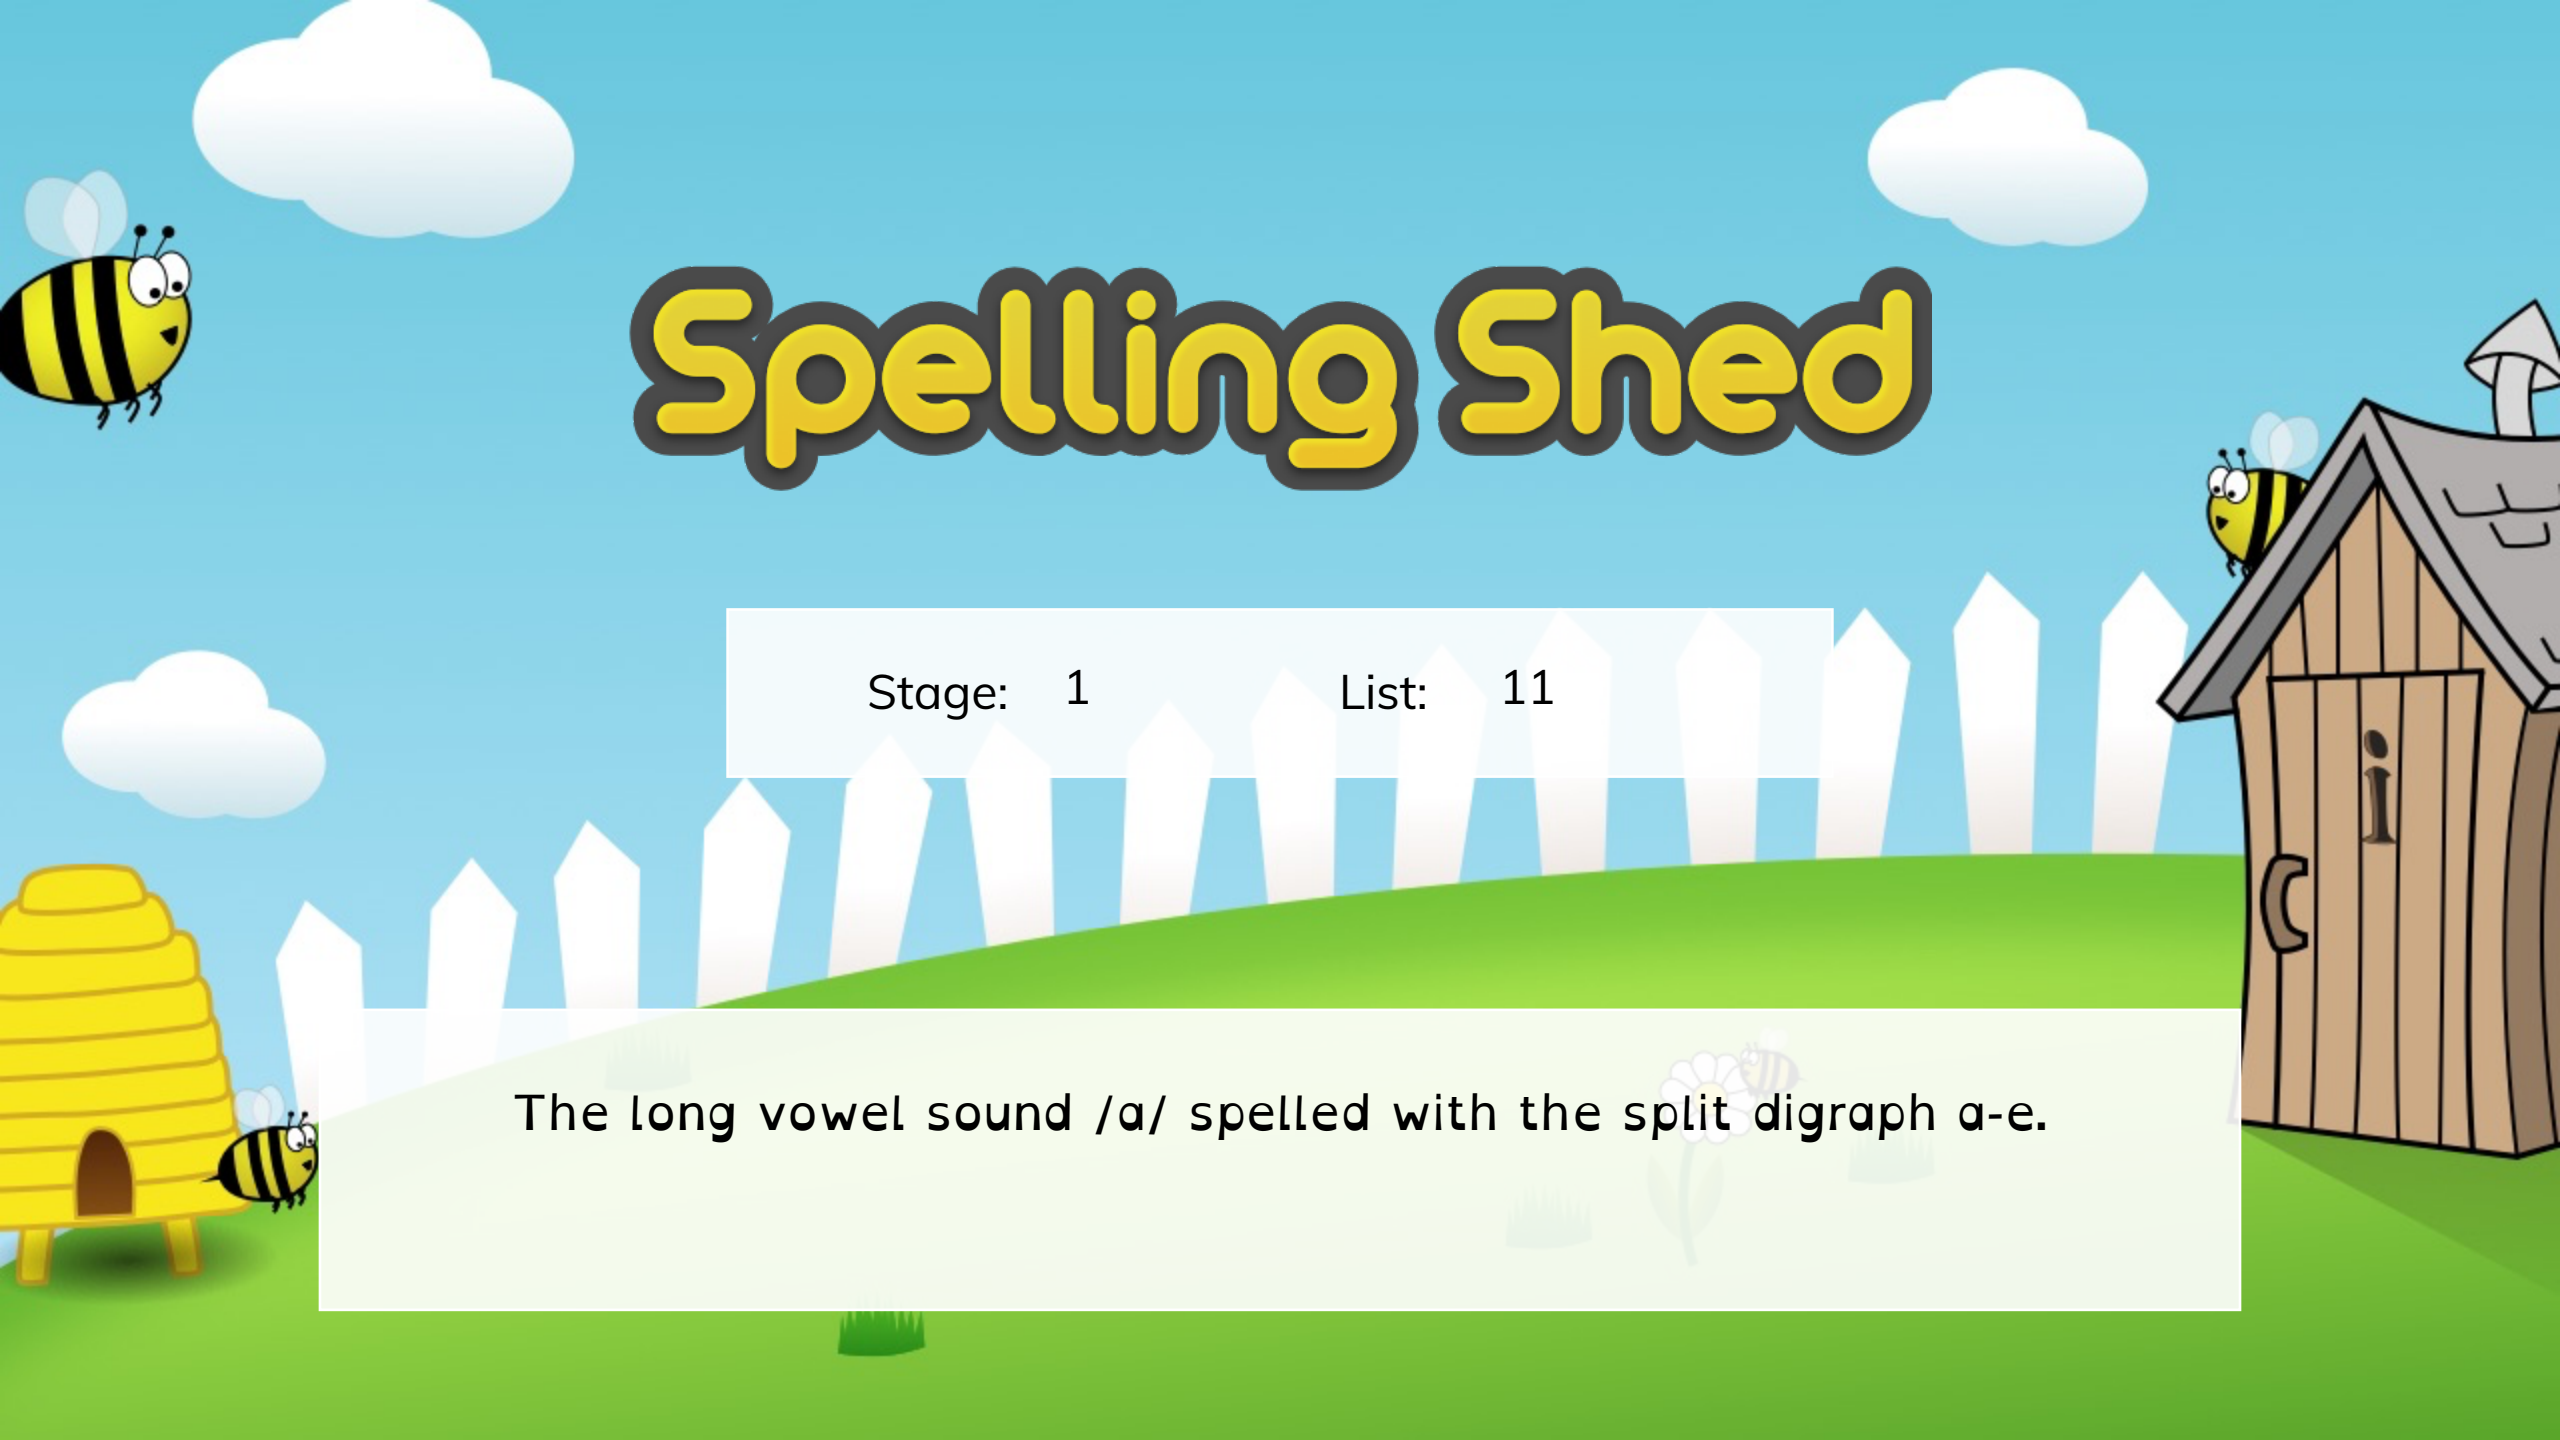 Spelling Shed
Stage: 1 List: 11
i
The long vowel sound /a/ spelled with the split digraph a-e.